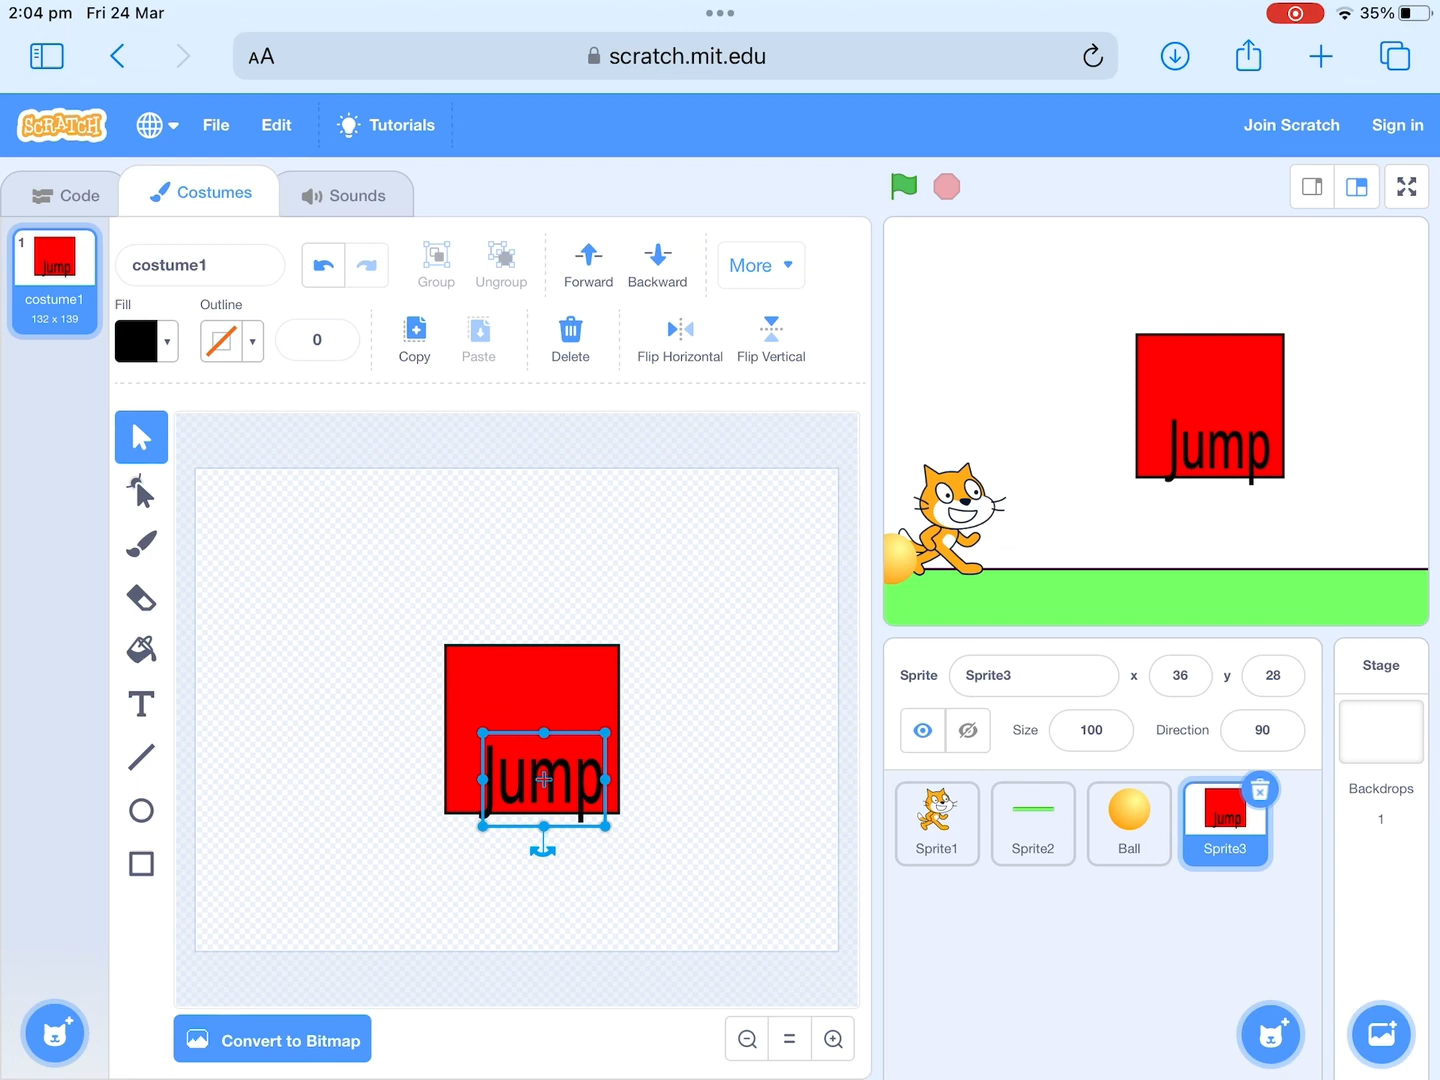 2:04 pm Fri 24 Mar
35%
AA
scratch.mit.edu
SCRATCH
File
Edit
Tutorials
Join Scratch
Sign in
Code
Costumes
Sounds
1
Jump
costume1
132 x 139
costume1
Group
Ungroup
Forward
Backward
More
Fill
Outline
0
Copy
Paste
Delete
Flip Horizontal
Flip Vertical
Jump
Convert to Bitmap
Jump
Sprite
Sprite3
x
36
y
28
Size
100
Direction
90
Sprite1
Sprite2
Ball
Jump
Sprite3
Stage
Backdrops
1